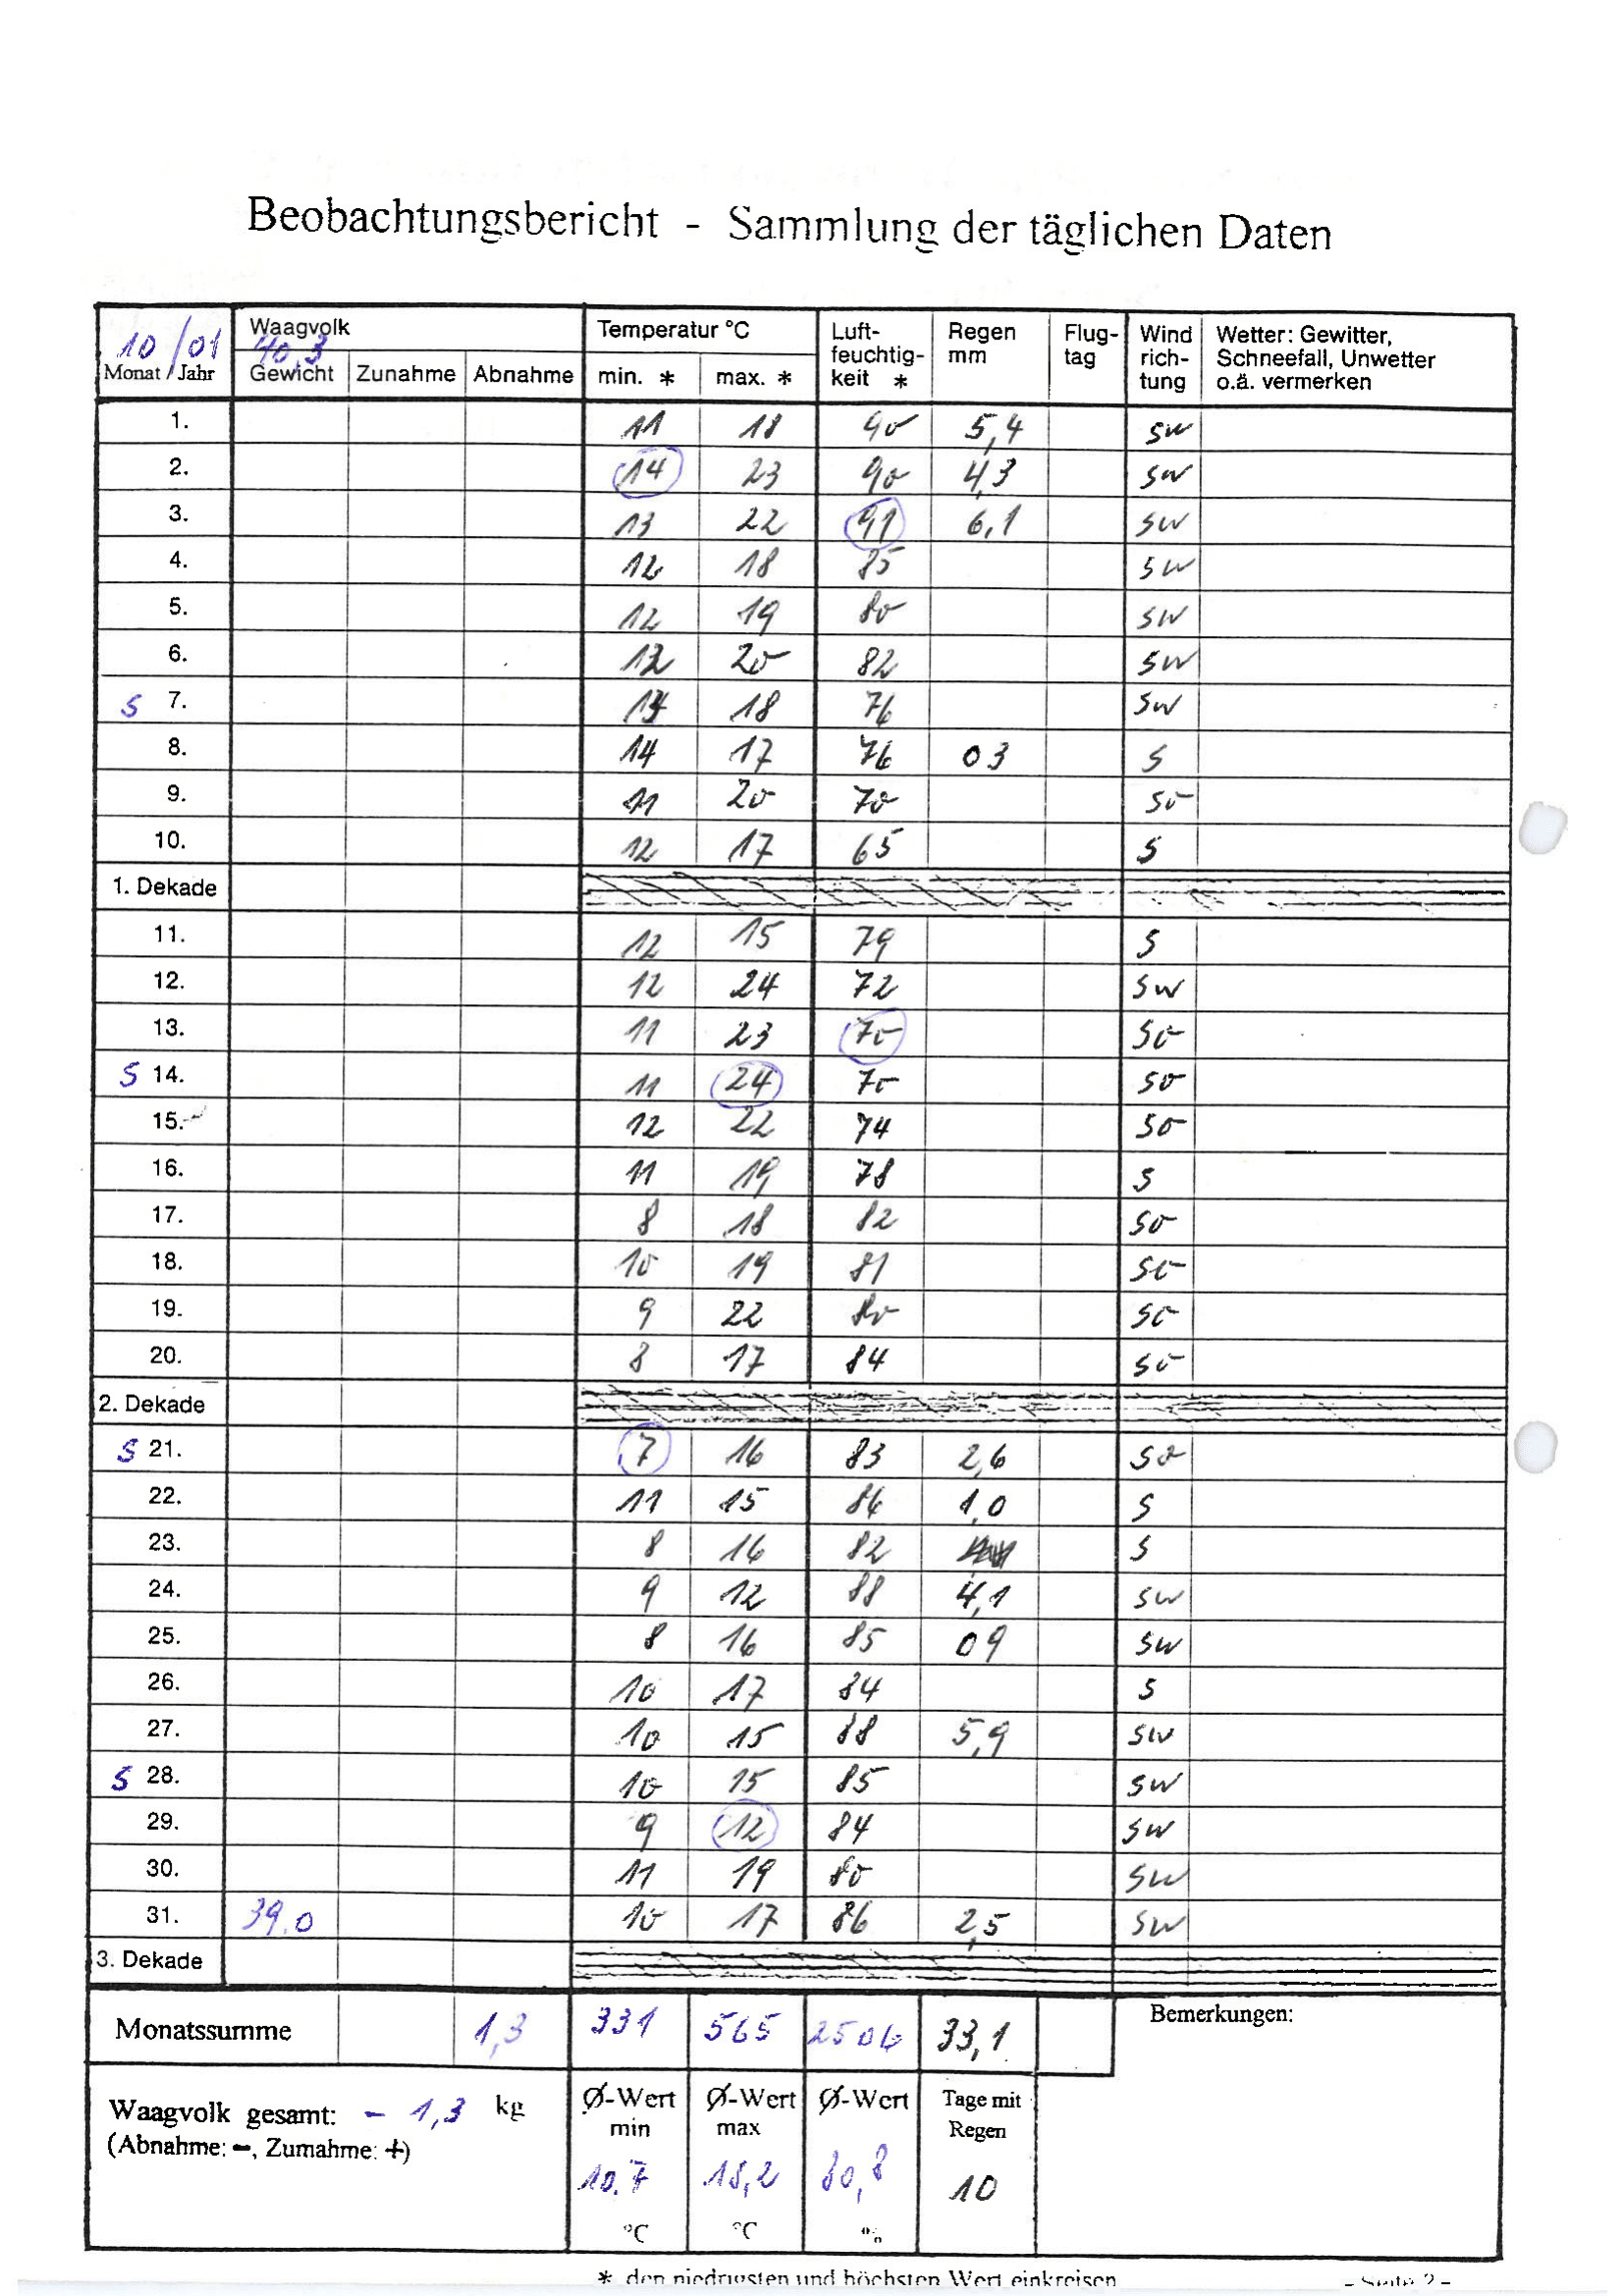 Beobachtungsbericht - Sammlung der täglichen Daten
10/01 Monat / Jahr Waagvolk 40,3 Gewicht Zunahme Abnahme Temperatur °C min. * max. * Luft-feuchtig-keit * Regen mm Flug-tag Wind rich-tung Wetter: Gewitter, Schneefall, Unwetter o.ä. vermerken
1. 11 18 90 5,4 SW
2. 14 23 90 4,3 SW
3. 13 22 91 6,1 SW
4. 12 18 85 SW
5. 12 19 80 SW
6. 12 20 82 SW
S 7. 18 76 SW
8. 14 17 76 03 S
9. 11 20 70 SO
10. 12 17 65 S
1. Dekade
11. 12 15 79 S
12. 12 24 72 SW
13. 11 23 70 SO
S 14. 11 24 70 SO
15. 12 22 74 SO
16. 11 19 78 S
17. 8 18 82 SO
18. 10 19 81 SO
19. 9 22 80 SO
20. 8 17 84 SO
2. Dekade
S 21. 7 16 83 2,6 SO
22. 11 15 86 1,0 S
23. 8 16 82 S
24. 9 12 88 4,1 SW
25. 8 16 85 09 SW
26. 10 17 84 S
27. 10 15 88 5,9 SW
S 28. 10 15 85 SW
29. 9 12 84 SW
30. 11 19 80 SW
31. 39,0 10 17 86 2,5 SW
3. Dekade
Monatssumme 1,3 331 565 2506 33,1 Bemerkungen:
Waagvolk gesamt: - 1,3 kg Ø-Wert min Ø-Wert max Ø-Wert Tage mit Regen
(Abnahme: -, Zumahme: +)
10,7 18,2 80,8 10
°C °C %
* den niedrigsten und höchsten Wert einkreisen - Seite 2 -